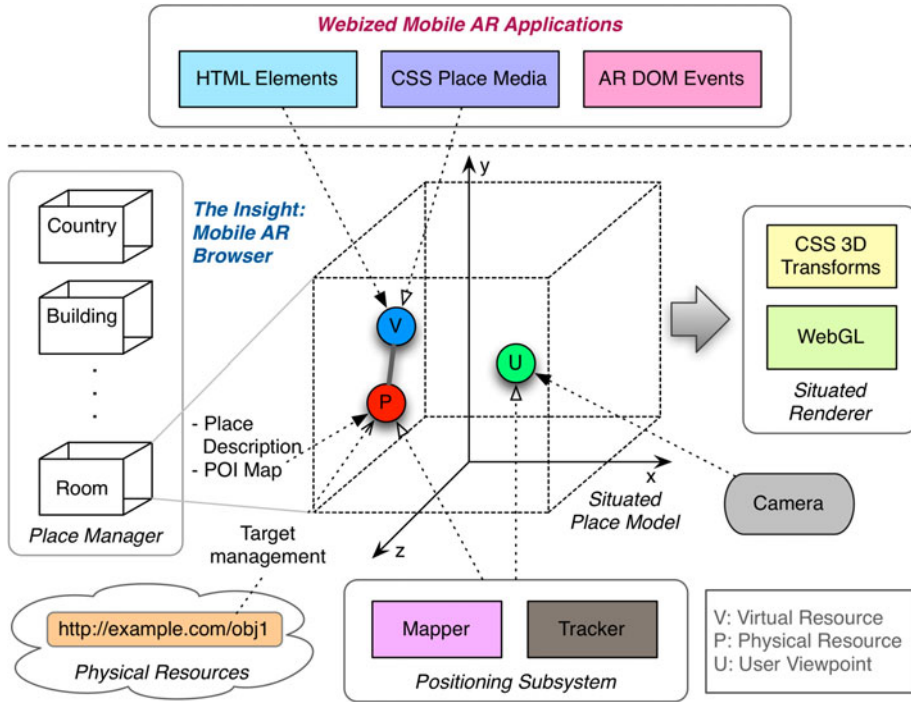 Webized Mobile AR Applications
HTML Elements
CSS Place Media
AR DOM Events
Country
Building
Room
Place Manager
The Insight:
Mobile AR
Browser
y
x
z
V
P
U
- Place
Description
- POI Map
Situated
Place Model
CSS 3D
Transforms
WebGL
Situated
Renderer
Camera
Target
management
http://example.com/obj1
Physical Resources
Mapper
Tracker
Positioning Subsystem
V: Virtual Resource
P: Physical Resource
U: User Viewpoint